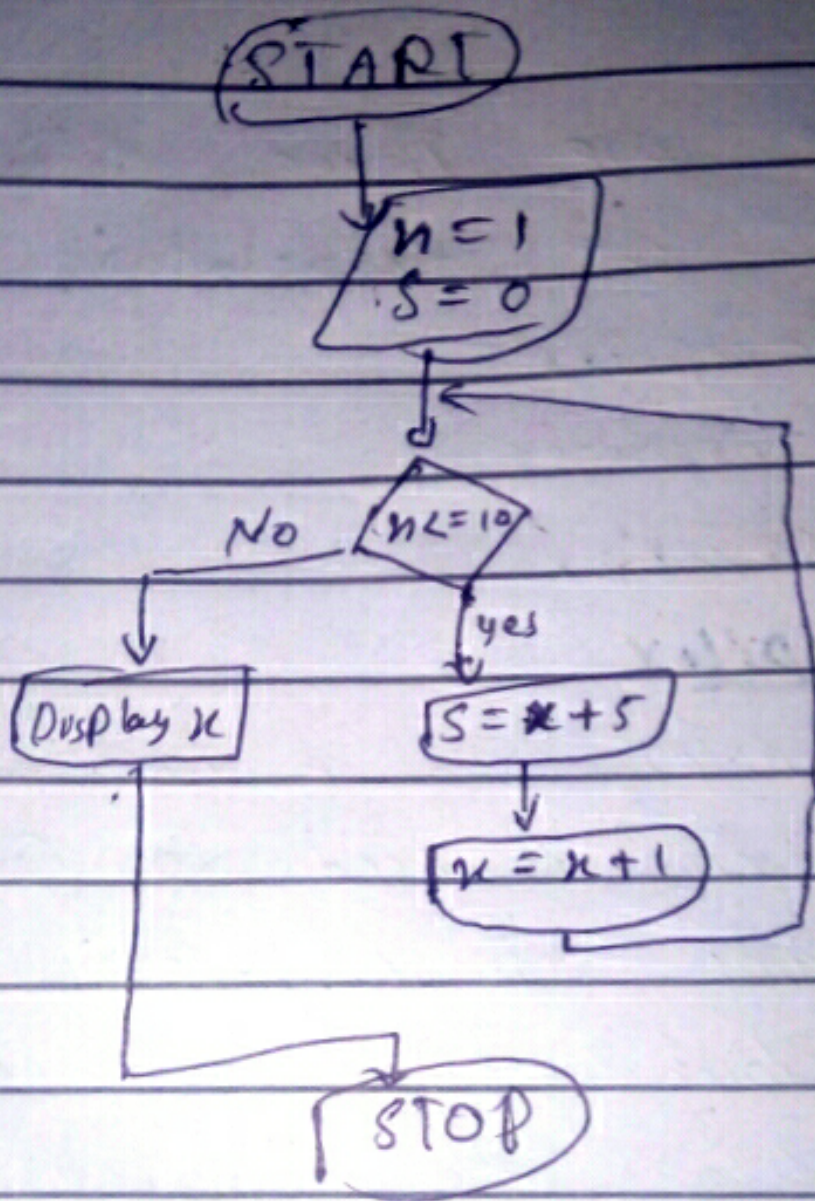 START
x = 1
S = 0
x <= 10
No
yes
Display x
S = x + 5
x = x + 1
STOP